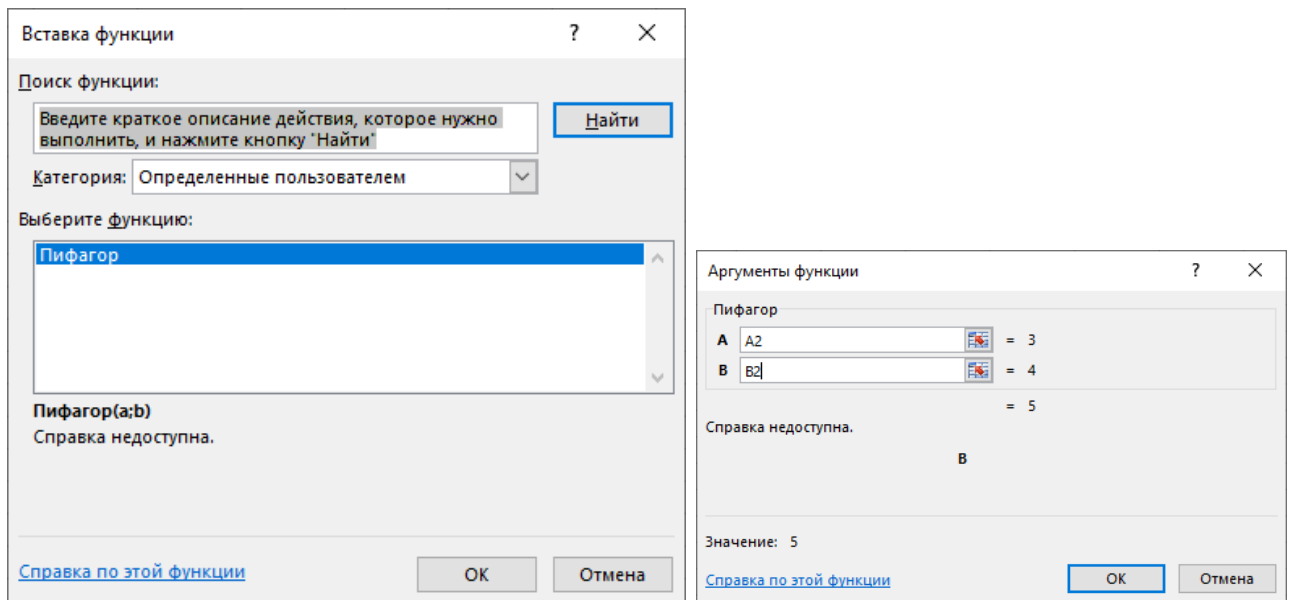 Вставка функции
?
Поиск функции:
Введите краткое описание действия, которое нужно
выполнить, и нажмите кнопку "Найти"
Найти
Категория: Определенные пользователем
Выберите функцию:
Пифагор
Пифагор(a;b)
Справка недоступна.
Справка по этой функции
ОК
Отмена
Аргументы функции
?
Пифагор
A A2 = 3
B B2 = 4
= 5
Справка недоступна.
B
Значение: 5
Справка по этой функции
ОК
Отмена